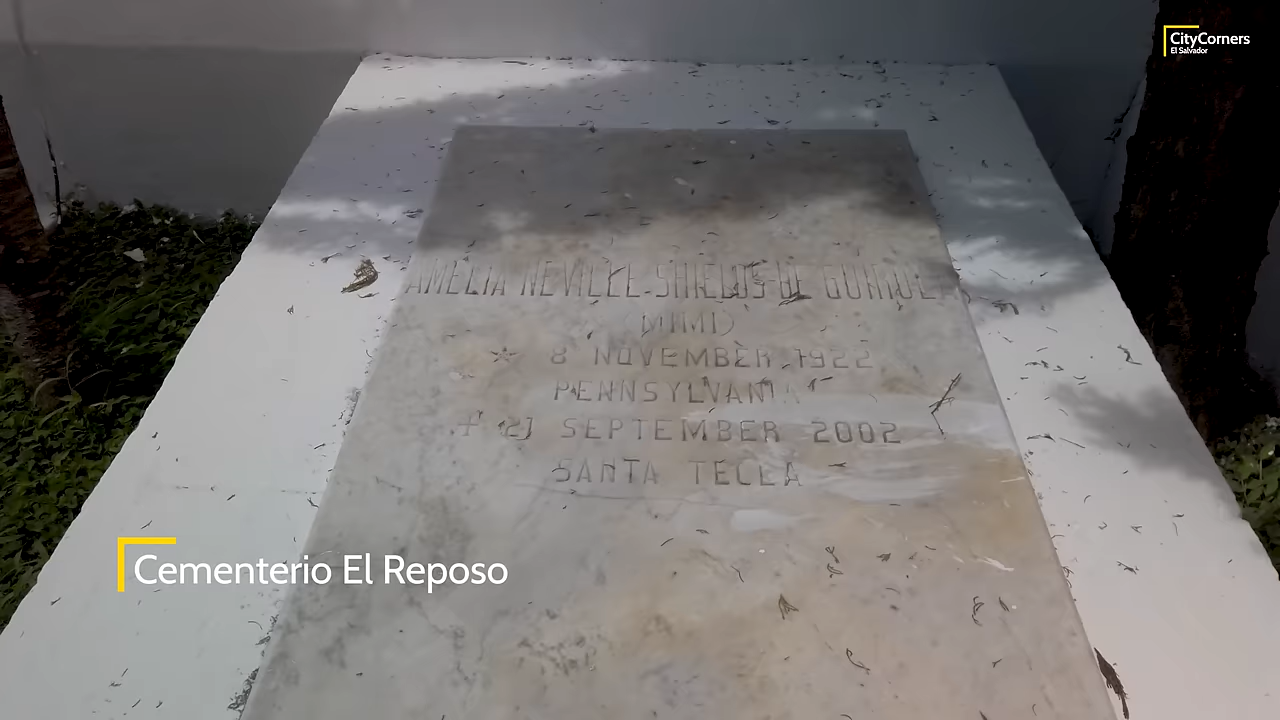 CityCorners
El Salvador
AMELIA NEVILLE SHIELDS DE
(MIMI)
☆ 8 NOVEMBER 1922
PENNSYLVANIA
+ 21 SEPTEMBER 2002
SANTA TECLA
Cementerio El Reposo